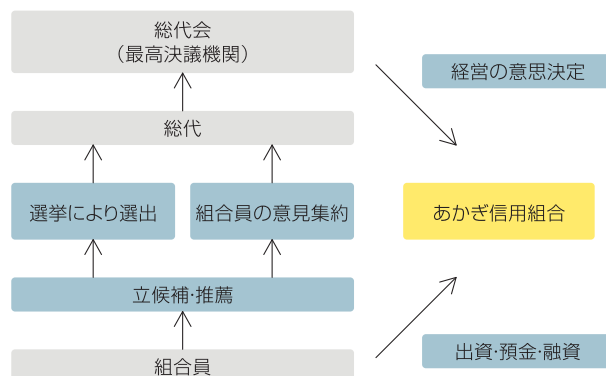 総代会
（最高決議機関）
経営の意思決定
総代
選挙により選出
組合員の意見集約
あかぎ信用組合
立候補·推薦
出資·預金·融資
組合員